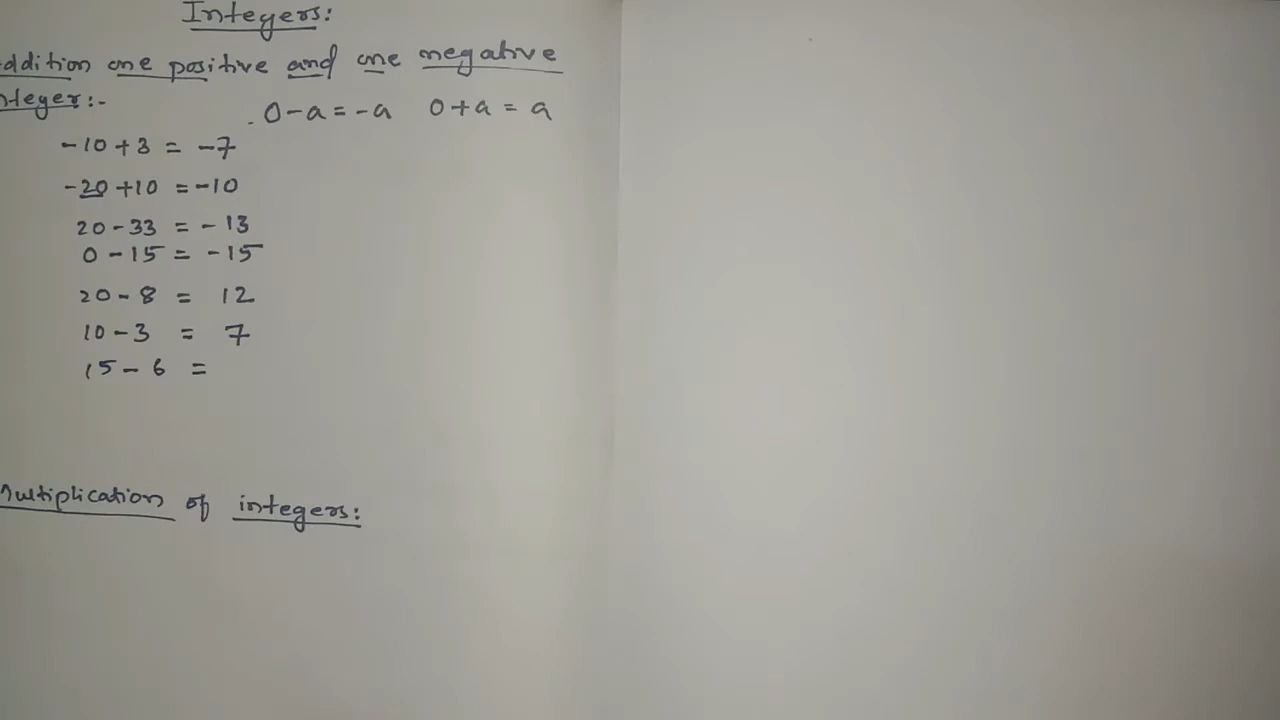 Integers:
ddition one positive and one negative
nteger:-
0-a=-a 0+a=a
-10+3=-7
-20+10=-10
20-33=-13
0-15=-15
20-8=12
10-3=7
15-6=
Multiplication of integers: